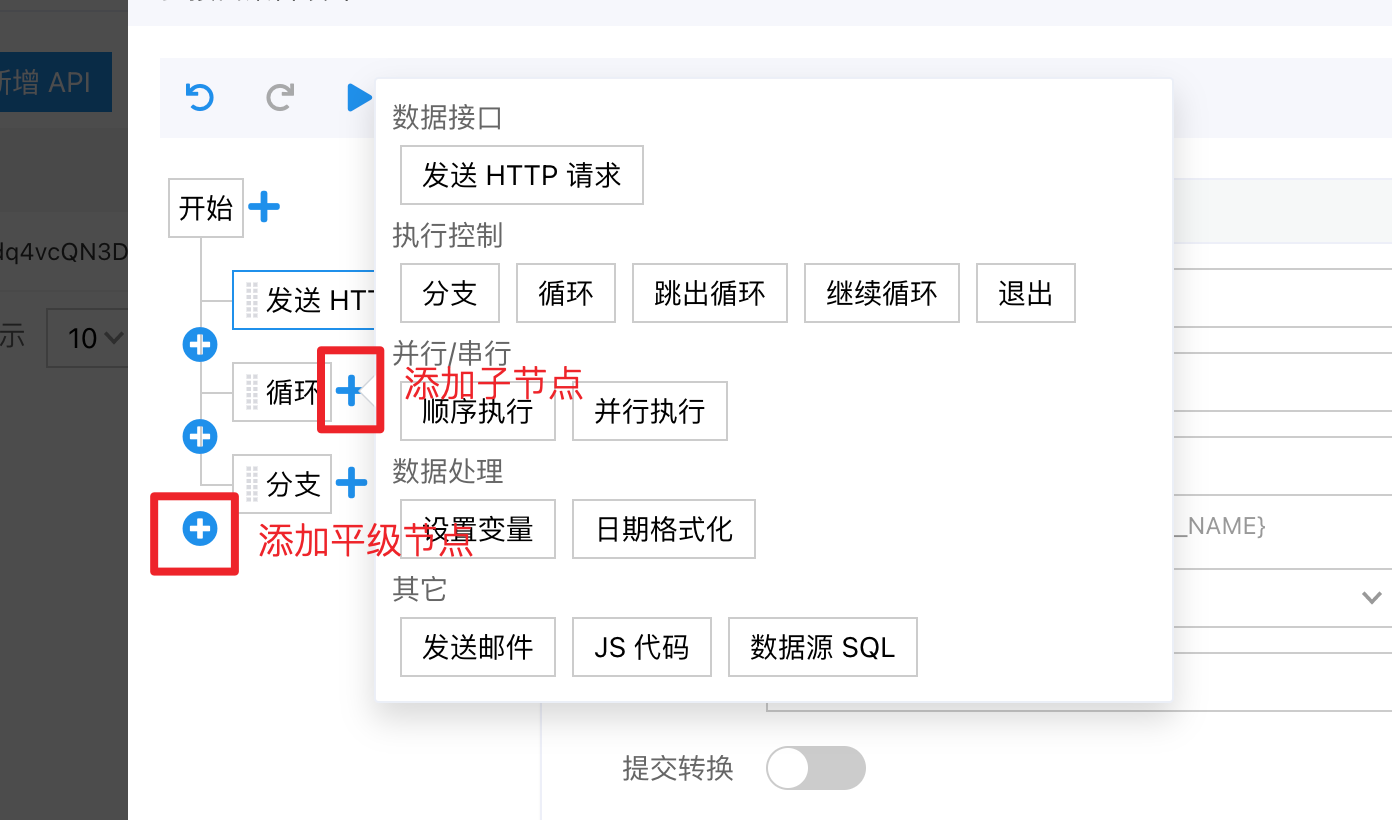 新增 API
开始
dq4vcQN3D
示
10
发送 HTT
循环
分支
添加子节点
添加平级节点
数据接口
发送 HTTP 请求
执行控制
分支 循环 跳出循环 继续循环 退出
并行/串行
顺序执行 并行执行
数据处理
设置变量 日期格式化
其它
发送邮件 JS 代码 数据源 SQL
_NAME}
提交转换